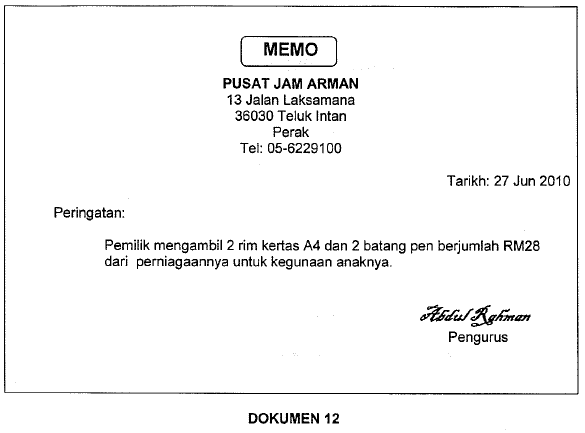 MEMO
PUSAT JAM ARMAN
13 Jalan Laksamana
36030 Teluk Intan
Perak
Tel: 05-6229100
Tarikh: 27 Jun 2010
Peringatan:
Pemilik mengambil 2 rim kertas A4 dan 2 batang pen berjumlah RM28
dari perniagaannya untuk kegunaan anaknya.
Abdul Rahman
Pengurus
DOKUMEN 12